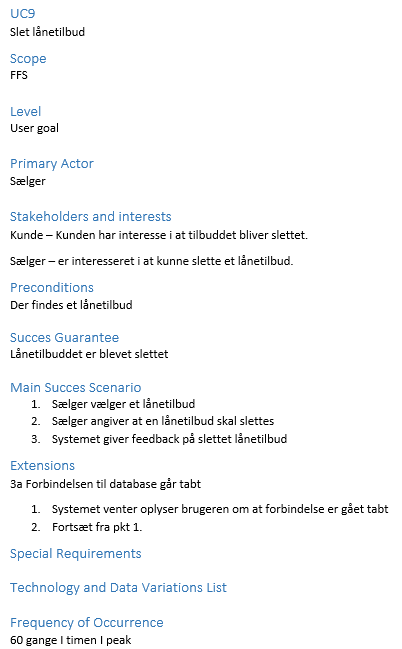 UC9
Slet lånetilbud
Scope
FFS
Level
User goal
Primary Actor
Sælger
Stakeholders and interests
Kunde – Kunden har interesse i at tilbuddet bliver slettet.
Sælger – er interesseret i at kunne slette et lånetilbud.
Preconditions
Der findes et lånetilbud
Succes Guarantee
Lånetilbuddet er blevet slettet
Main Succes Scenario
1. Sælger vælger et lånetilbud
2. Sælger angiver at en lånetilbud skal slettes
3. Systemet giver feedback på slettet lånetilbud
Extensions
3a Forbindelsen til database går tabt
1. Systemet venter oplyser brugeren om at forbindelse er gået tabt
2. Fortsæt fra pkt 1.
Special Requirements
Technology and Data Variations List
Frequency of Occurrence
60 gange I timen I peak